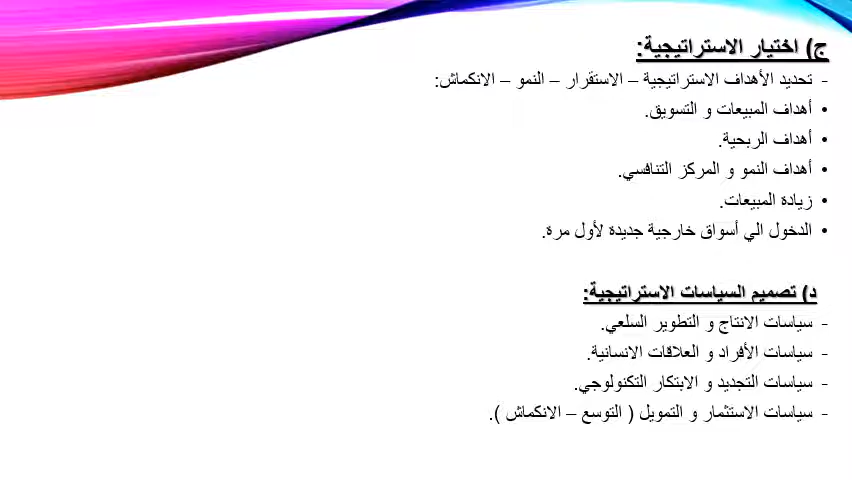 ج) اختيار الاستراتيجية:
- تحديد الأهداف الاستراتيجية – الاستقرار – النمو – الانكماش:
• أهداف المبيعات و التسويق.
• أهداف الربحية.
• أهداف النمو و المركز التنافسي.
• زيادة المبيعات.
• الدخول الي أسواق خارجية جديدة لأول مرة.
د) تصميم السياسات الاستراتيجية:
- سياسات الانتاج و التطوير السلعي.
- سياسات الأفراد و العلاقات الانسانية.
- سياسات التجديد و الابتكار التكنولوجي.
- سياسات الاستثمار و التمويل ( التوسع – الانكماش ).